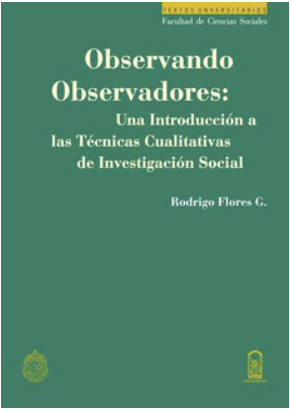 TEXTOS UNIVERSITARIOS
Facultad de Ciencias Sociales
Observando
Observadores:
Una Introducción a
las Técnicas Cualitativas
de Investigación Social
Rodrigo Flores G.